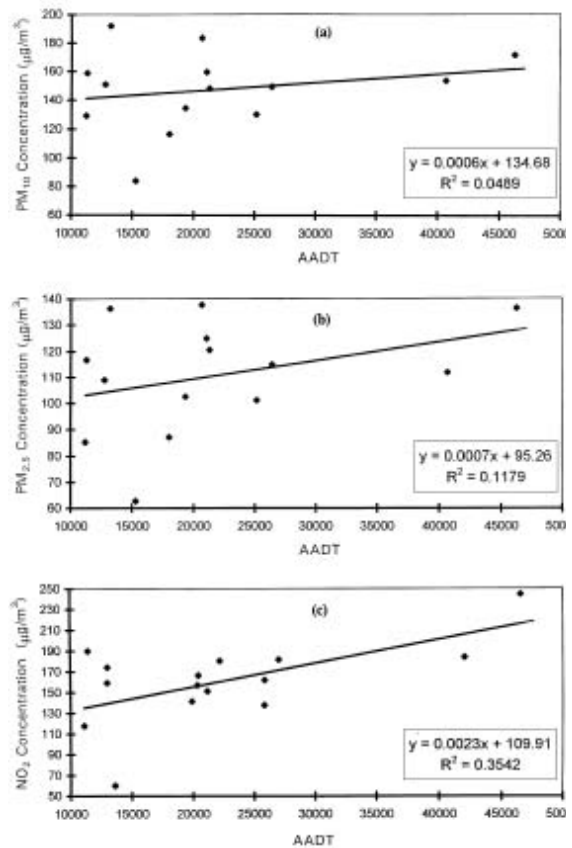 (a)
PM10 Concentration (μg/m³)
200
180
160
140
120
100
80
60
10000 15000 20000 25000 30000 35000 40000 45000 5000
AADT
y = 0.0006x + 134.68
R² = 0.0489
(b)
PM2.5 Concentration (μg/m³)
140
130
120
110
100
90
80
70
60
10000 15000 20000 25000 30000 35000 40000 45000 5000
AADT
y = 0.0007x + 95.26
R² = 0.1179
(c)
NO2 Concentration (μg/m³)
250
230
210
190
170
150
130
110
90
70
50
10000 15000 20000 25000 30000 35000 40000 45000 5000
AADT
y = 0.0023x + 109.91
R² = 0.3542